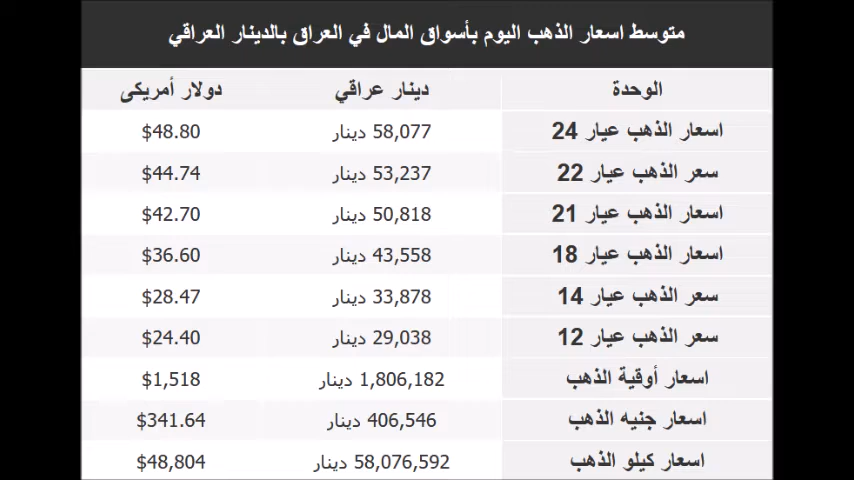 متوسط اسعار الذهب اليوم بأسواق المال في العراق بالدينار العراقي
الوحدة دينار عراقي دولار أمريكى
اسعار الذهب عيار 24 58,077 دينار $48.80
سعر الذهب عيار 22 53,237 دينار $44.74
اسعار الذهب عيار 21 50,818 دينار $42.70
اسعار الذهب عيار 18 43,558 دينار $36.60
سعر الذهب عيار 14 33,878 دينار $28.47
سعر الذهب عيار 12 29,038 دينار $24.40
اسعار أوقية الذهب 1,806,182 دينار $1,518
اسعار جنيه الذهب 406,546 دينار $341.64
اسعار كيلو الذهب 58,076,592 دينار $48,804